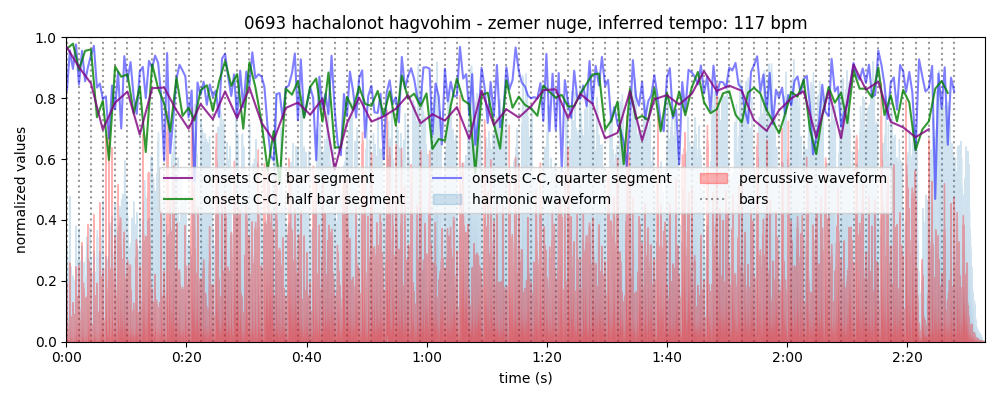 0693 hachalonot hagvohim - zemer nuge, inferred tempo: 117 bpm
normalized values
1.0
0.8
0.6
0.4
0.2
0.0
onsets C-C, bar segment
onsets C-C, half bar segment
onsets C-C, quarter segment
harmonic waveform
percussive waveform
bars
0:00 0:20 0:40 1:00 1:20 1:40 2:00 2:20
time (s)